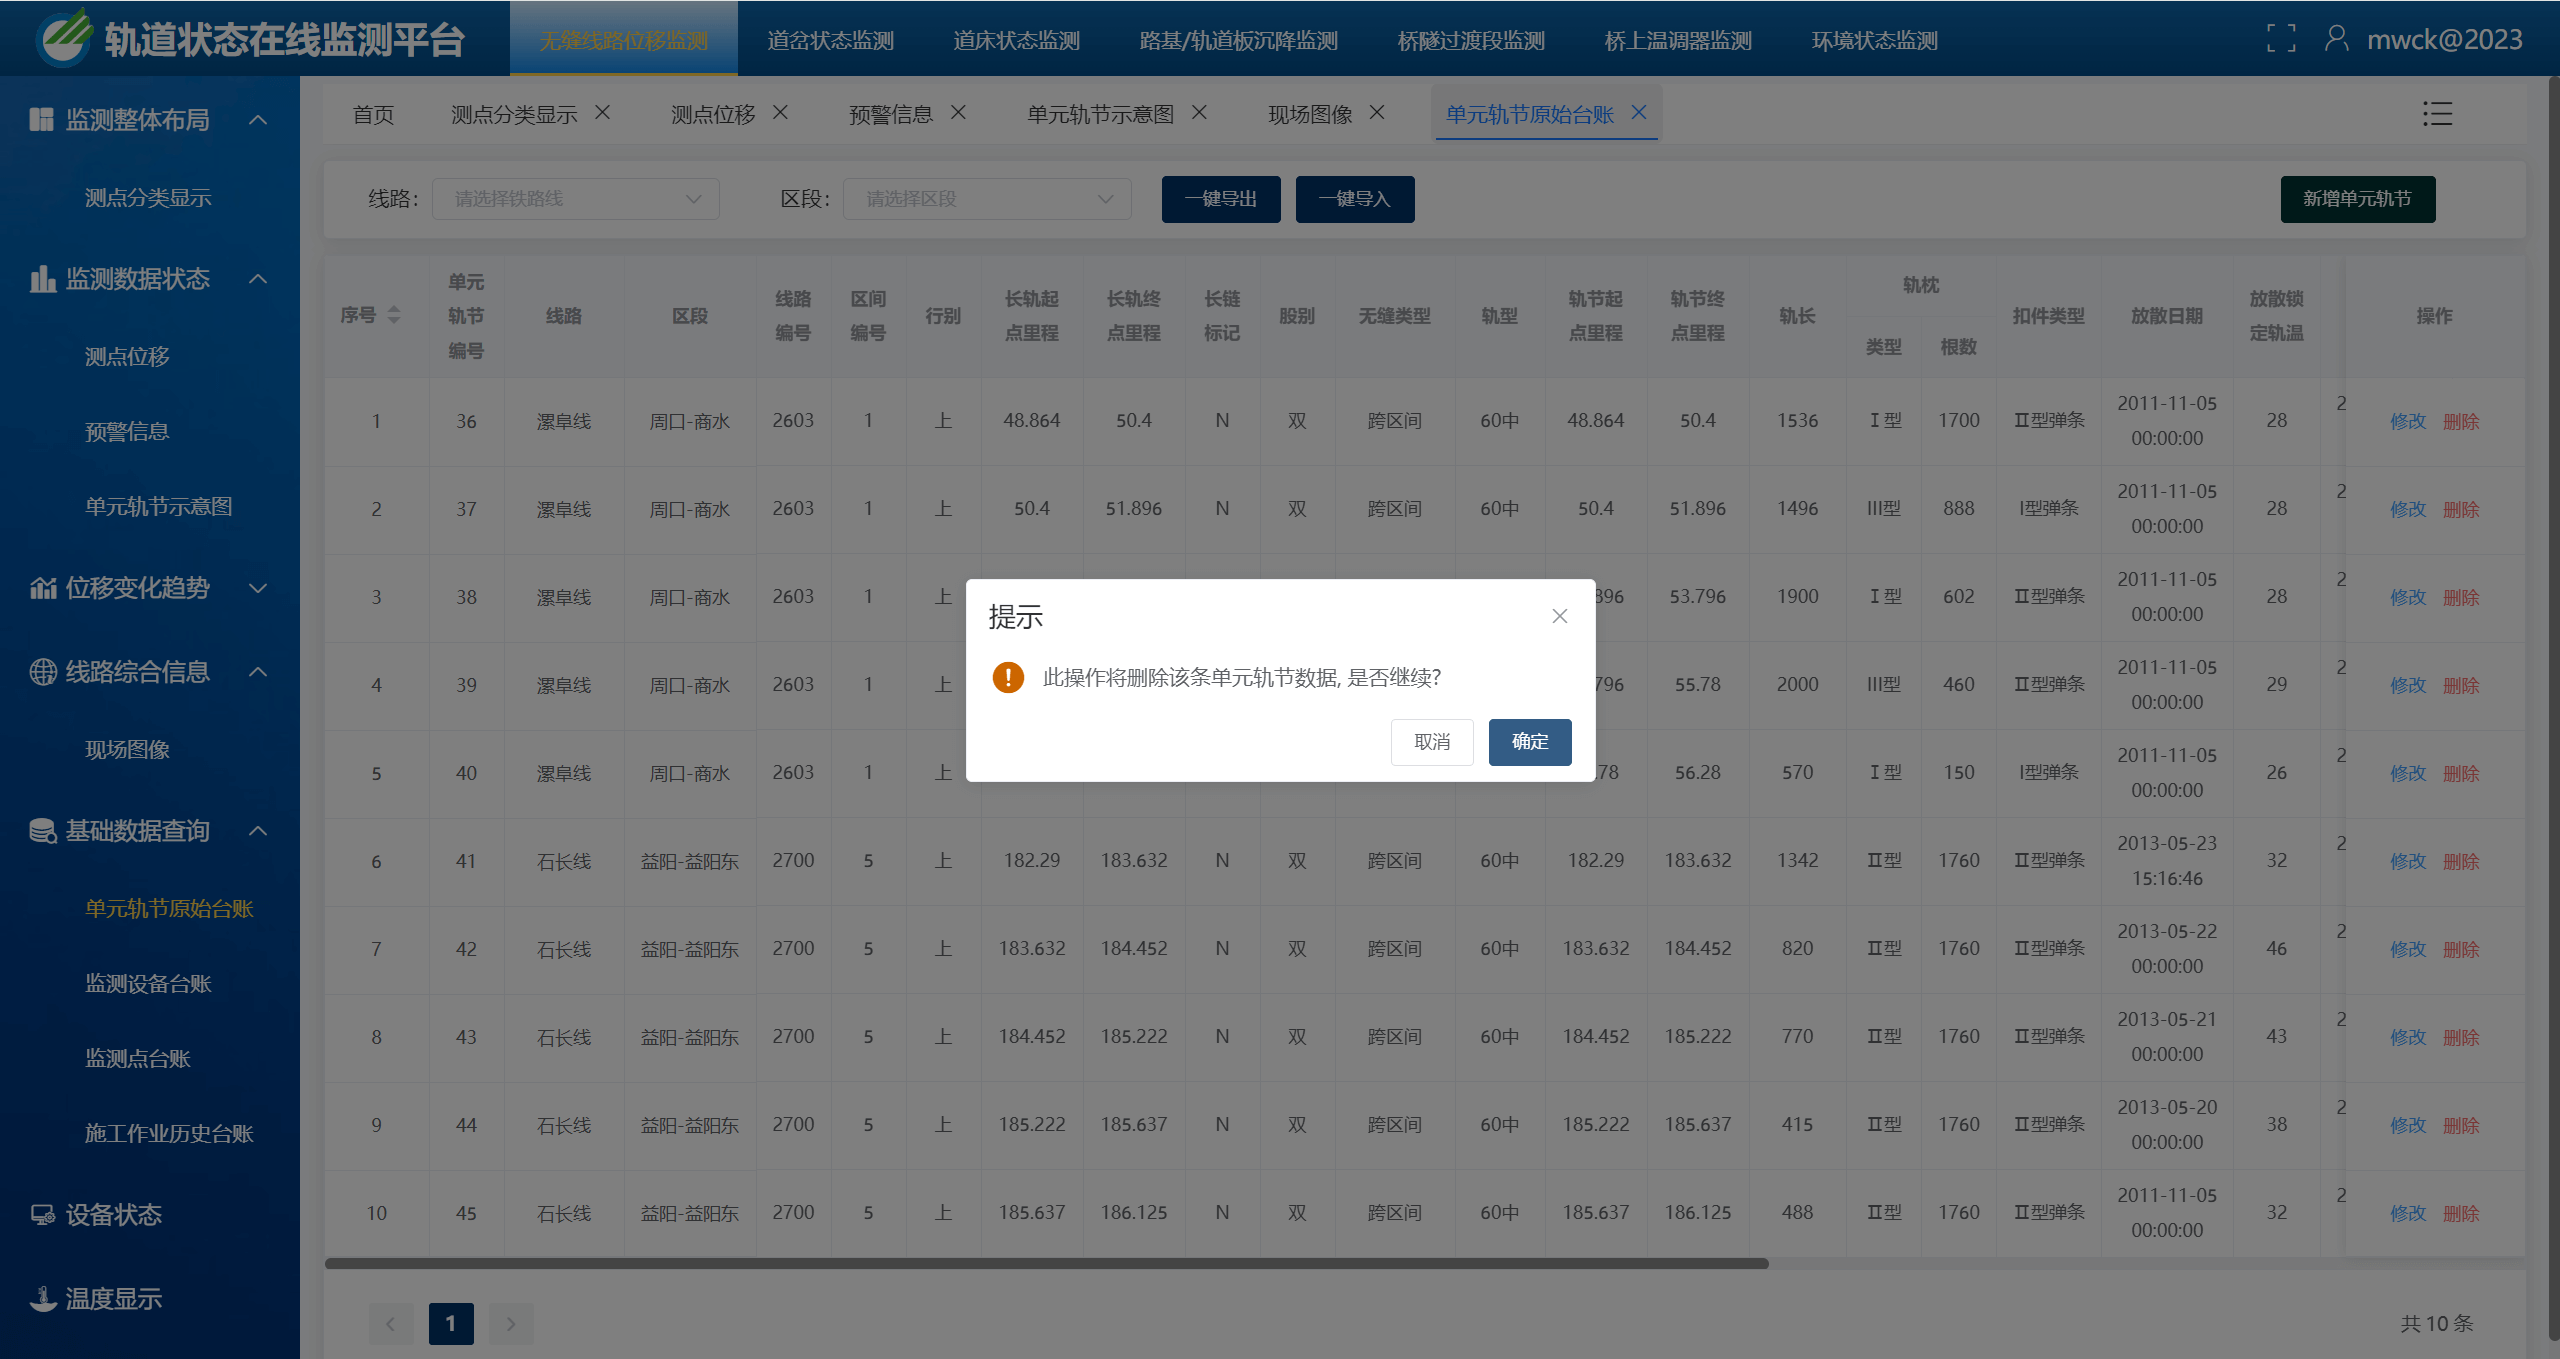 轨道状态在线监测平台
无缝线路位移监测 道岔状态监测 道床状态监测 路基/轨道板沉降监测 桥隧过渡段监测 桥上温调器监测 环境状态监测 mwck@2023
监测整体布局
测点分类显示
监测数据状态
测点位移
预警信息
单元轨节示意图
位移变化趋势
线路综合信息
现场图像
基础数据查询
单元轨节原始台账
监测设备台账
监测点台账
施工作业历史台账
设备状态
温度显示
首页 测点分类显示 测点位移 预警信息 单元轨节示意图 现场图像 单元轨节原始台账
线路: 请选择铁路线 区段: 请选择区段 一键导出 一键导入 新增单元轨节
序号 单元轨节编号 线路 区段 线路编号 区间编号 行别 长轨起点里程 长轨终点里程 长链标记 股别 无缝类型 轨型 轨节起点里程 轨节终点里程 轨长 轨枕 类型 根数 扣件类型 放散日期 放散锁定轨温 操作
1 36 漯阜线 周口-商水 2603 1 上 48.864 50.4 N 双 跨区间 60中 48.864 50.4 1536 Ⅰ型 1700 Ⅱ型弹条 2011-11-05 00:00:00 28 2 修改 删除
2 37 漯阜线 周口-商水 2603 1 上 50.4 51.896 N 双 跨区间 60中 50.4 51.896 1496 III型 888 I型弹条 2011-11-05 00:00:00 28 2 修改 删除
3 38 漯阜线 周口-商水 2603 1 上 896 53.796 1900 Ⅰ型 602 Ⅱ型弹条 2011-11-05 00:00:00 28 2 修改 删除
4 39 漯阜线 周口-商水 2603 1 上 796 55.78 2000 III型 460 Ⅱ型弹条 2011-11-05 00:00:00 29 2 修改 删除
5 40 漯阜线 周口-商水 2603 1 上 .78 56.28 570 Ⅰ型 150 I型弹条 2011-11-05 00:00:00 26 2 修改 删除
6 41 石长线 益阳-益阳东 2700 5 上 182.29 183.632 N 双 跨区间 60中 182.29 183.632 1342 Ⅱ型 1760 Ⅱ型弹条 2013-05-23 15:16:46 32 2 修改 删除
7 42 石长线 益阳-益阳东 2700 5 上 183.632 184.452 N 双 跨区间 60中 183.632 184.452 820 Ⅱ型 1760 Ⅱ型弹条 2013-05-22 00:00:00 46 2 修改 删除
8 43 石长线 益阳-益阳东 2700 5 上 184.452 185.222 N 双 跨区间 60中 184.452 185.222 770 Ⅱ型 1760 Ⅱ型弹条 2013-05-21 00:00:00 43 2 修改 删除
9 44 石长线 益阳-益阳东 2700 5 上 185.222 185.637 N 双 跨区间 60中 185.222 185.637 415 Ⅱ型 1760 Ⅱ型弹条 2013-05-20 00:00:00 38 2 修改 删除
10 45 石长线 益阳-益阳东 2700 5 上 185.637 186.125 N 双 跨区间 60中 185.637 186.125 488 Ⅱ型 1760 Ⅱ型弹条 2011-11-05 00:00:00 32 2 修改 删除
1 共 10 条
提示
此操作将删除该条单元轨节数据, 是否继续?
取消 确定